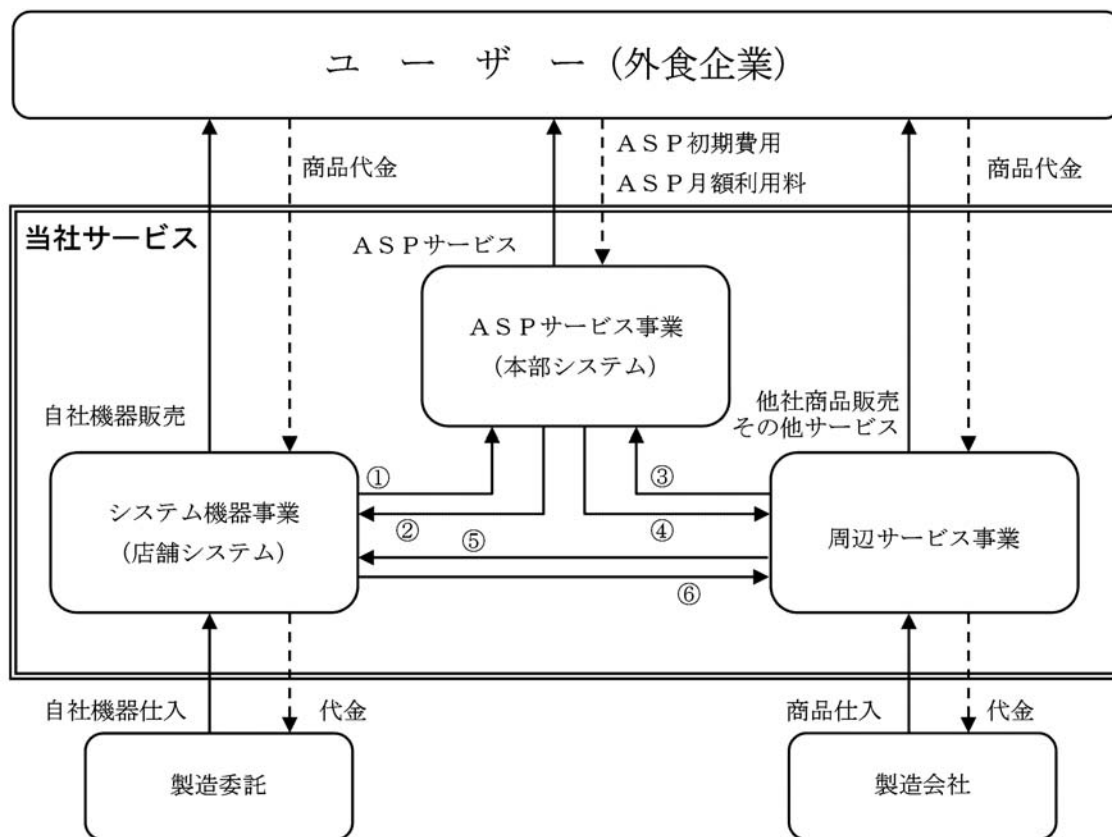 ユーザー(外食企業)
商品代金
ASP初期費用
ASP月額利用料
商品代金
当社サービス
ASPサービス
ASPサービス事業
(本部システム)
自社機器販売
他社商品販売
その他サービス
①
③
システム機器事業
(店舗システム)
②
④
周辺サービス事業
⑤
⑥
自社機器仕入
代金
商品仕入
代金
製造委託
製造会社